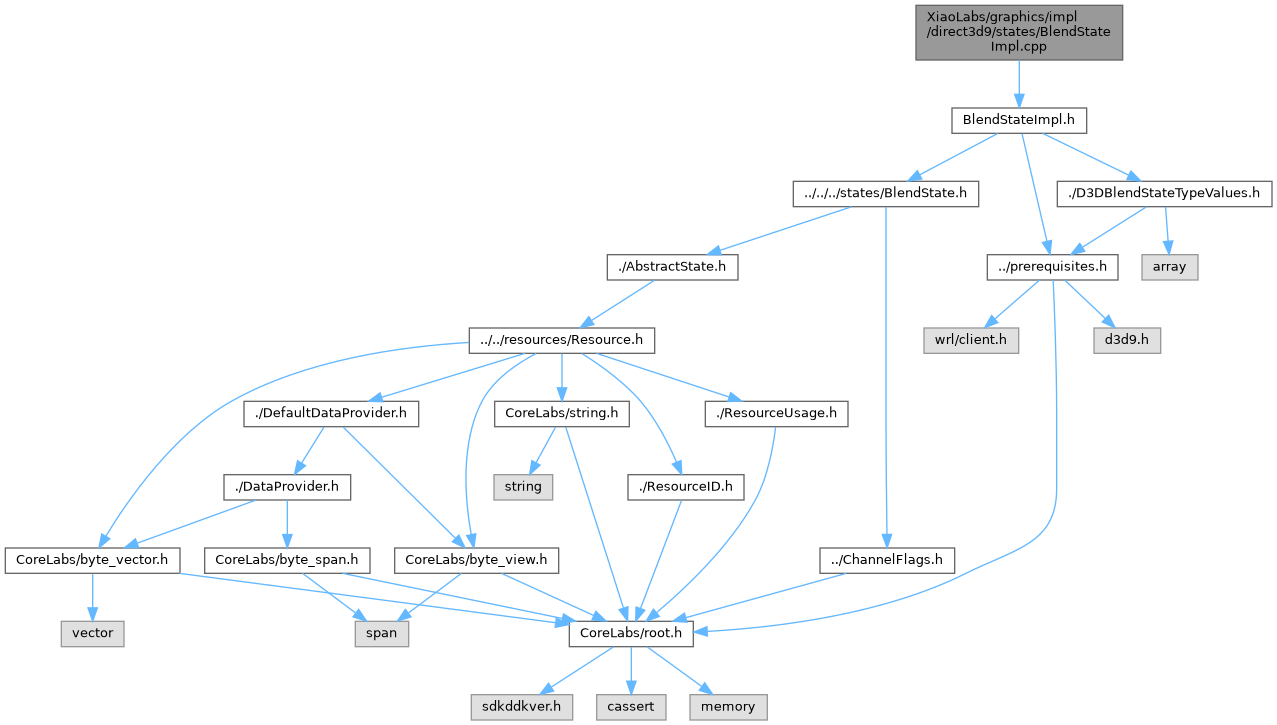 XiaoLabs/graphics/impl
/direct3d9/states/BlendState
Impl.cpp
BlendStateImpl.h
../../../states/BlendState.h
./D3DBlendStateTypeValues.h
./AbstractState.h
../prerequisites.h
array
../../resources/Resource.h
wrl/client.h
d3d9.h
./DefaultDataProvider.h
CoreLabs/string.h
./ResourceUsage.h
./DataProvider.h
string
./ResourceID.h
CoreLabs/byte_vector.h
CoreLabs/byte_span.h
CoreLabs/byte_view.h
../ChannelFlags.h
vector
span
CoreLabs/root.h
sdkddkver.h
cassert
memory